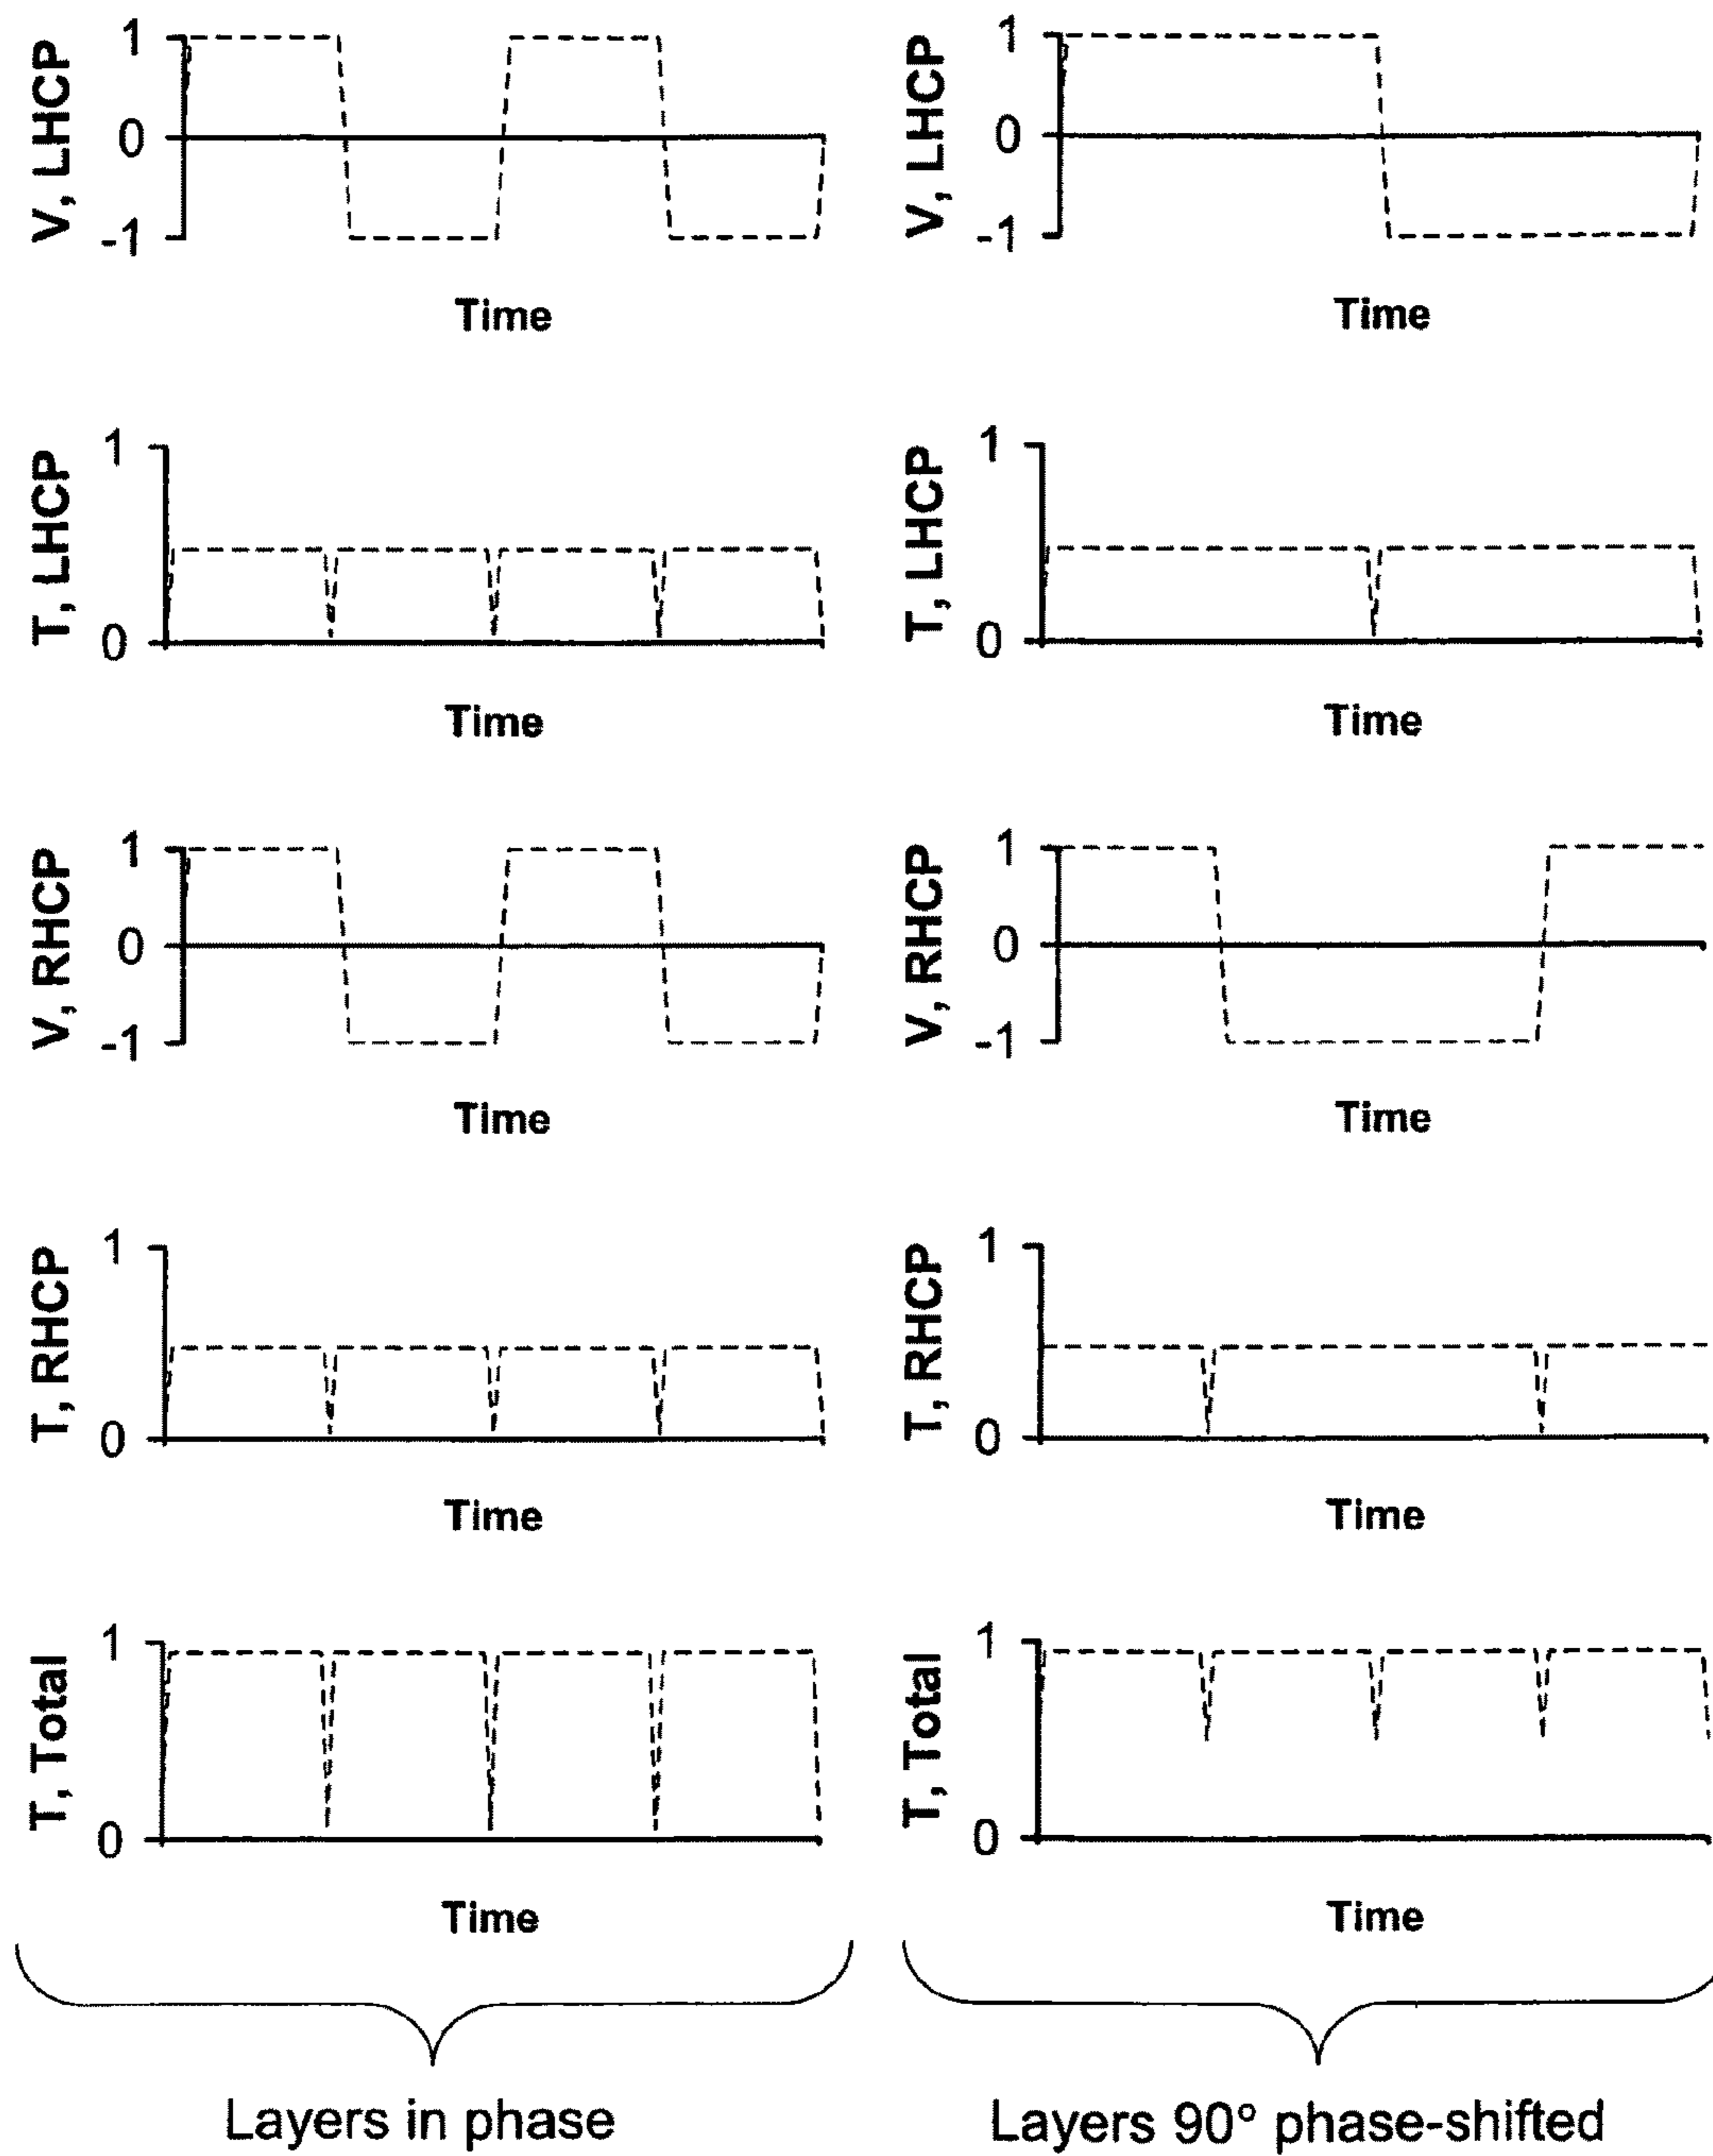 V, LHCP
1
0
-1
Time
V, LHCP
1
0
-1
Time
T, LHCP
1
0
Time
T, LHCP
1
0
Time
V, RHCP
1
0
-1
Time
V, RHCP
1
0
-1
Time
T, RHCP
1
0
Time
T, RHCP
1
0
Time
T, Total
1
0
Time
T, Total
1
0
Time
Layers in phase
Layers 90° phase-shifted